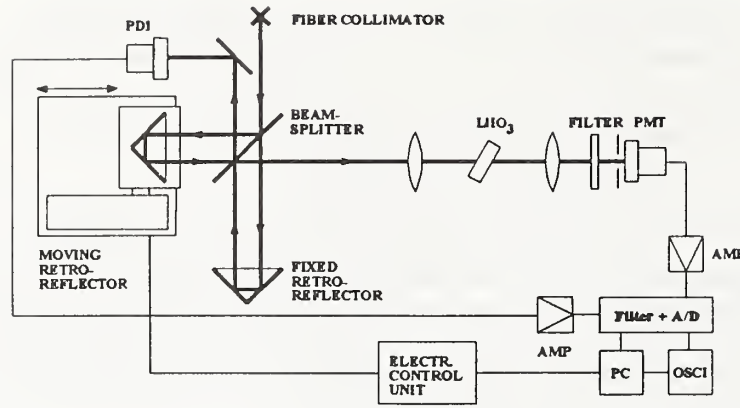 PD1
FIBER COLLIMATOR
BEAM-
SPLITTER
LiIO3
FILTER PMT
MOVING
RETRO-
REFLECTOR
FIXED
RETRO-
REFLECTOR
AMP
AMP
Filter + A/D
ELECTR.
CONTROL
UNIT
PC
OSCI